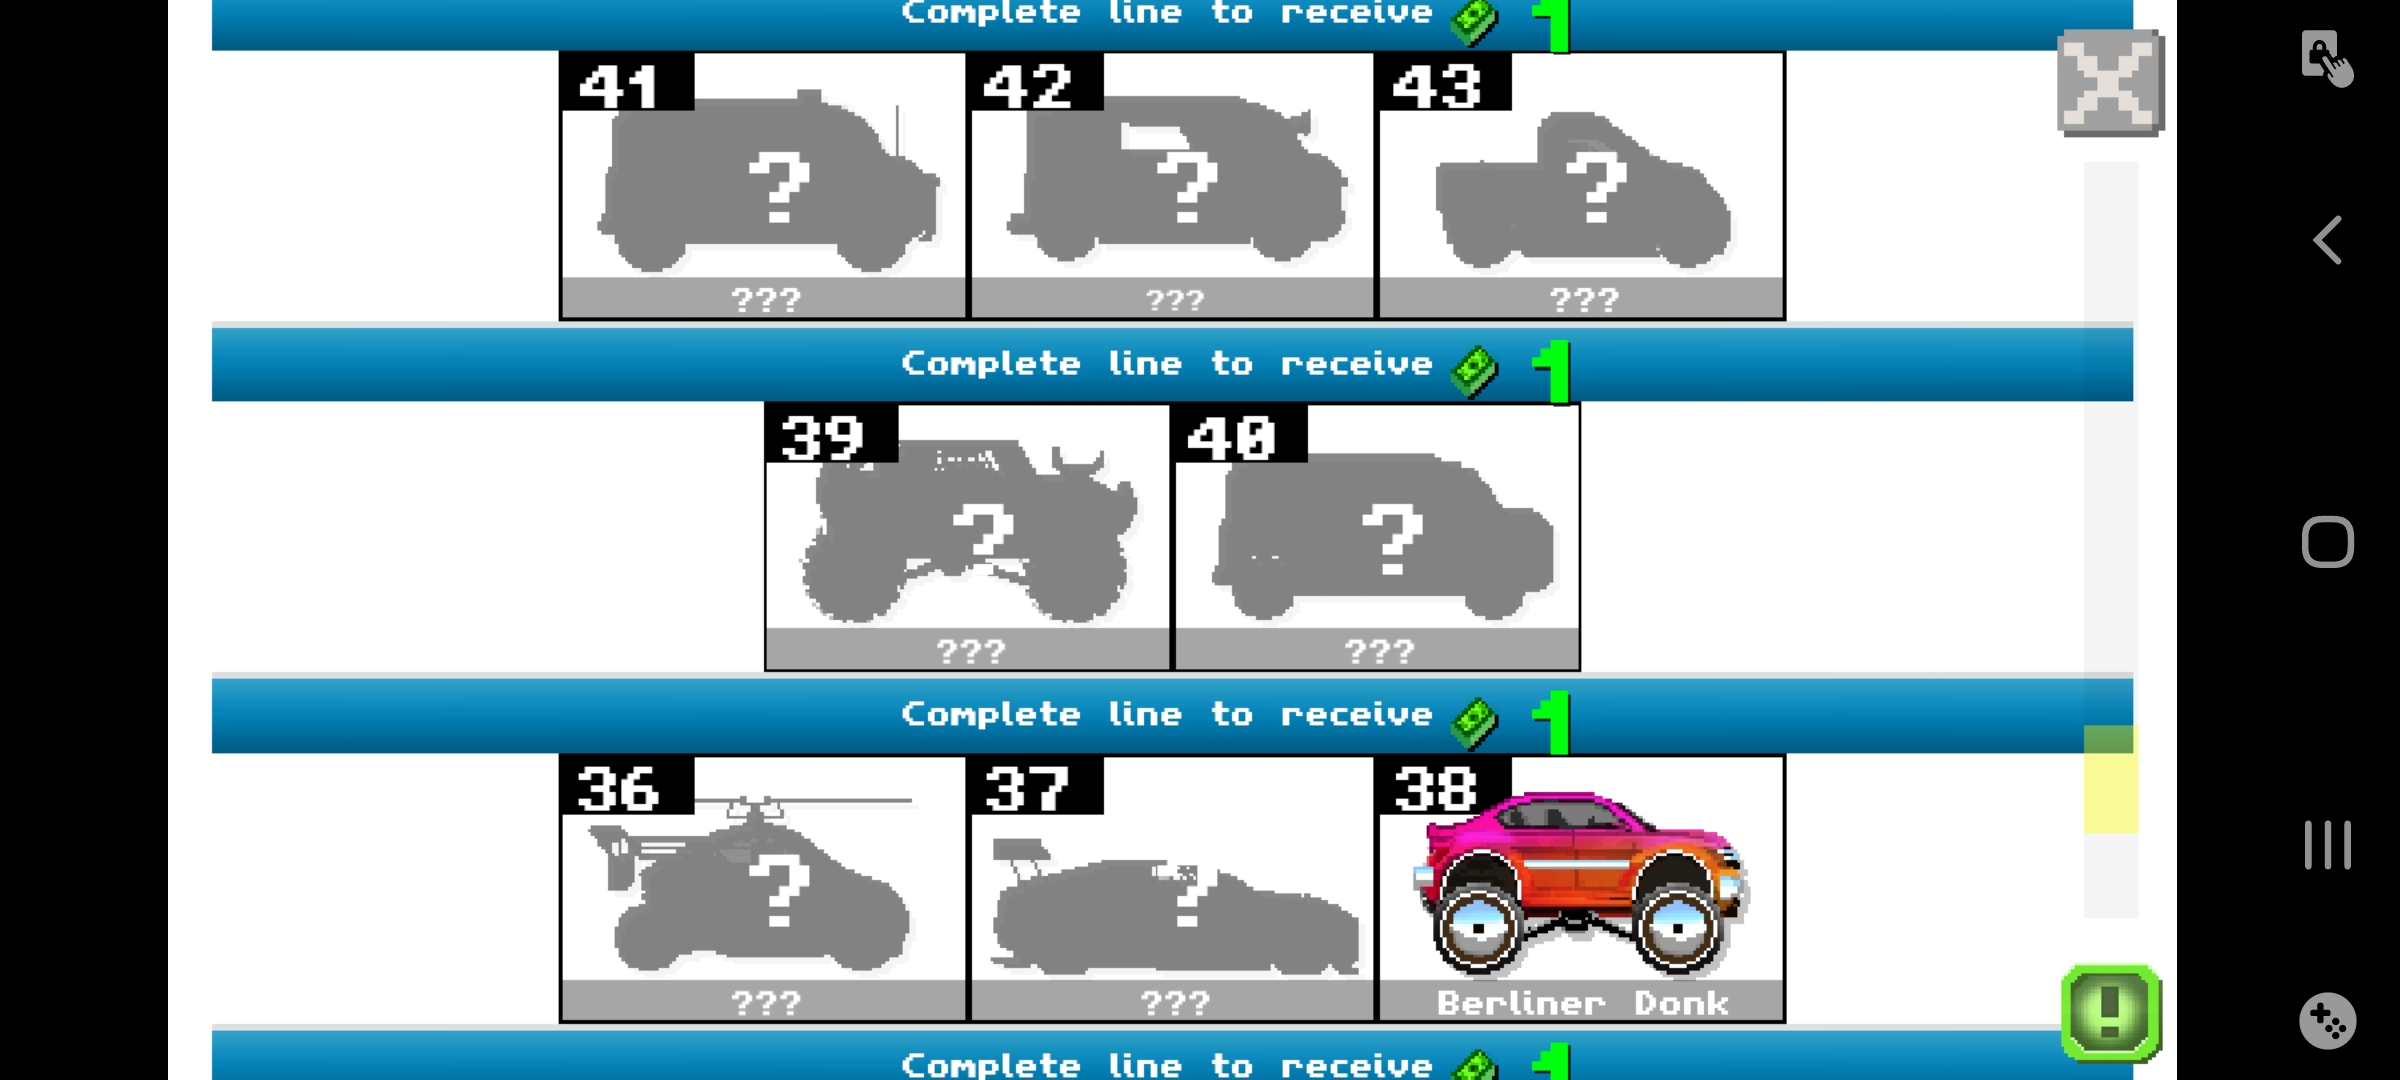 Complete line to receive 1
41 42 43
? ? ?
??? ??? ???
Complete line to receive 1
39 40
? ?
??? ???
Complete line to receive 1
36 37 38
? ?
??? ??? Berliner Donk
Complete line to receive 1
!